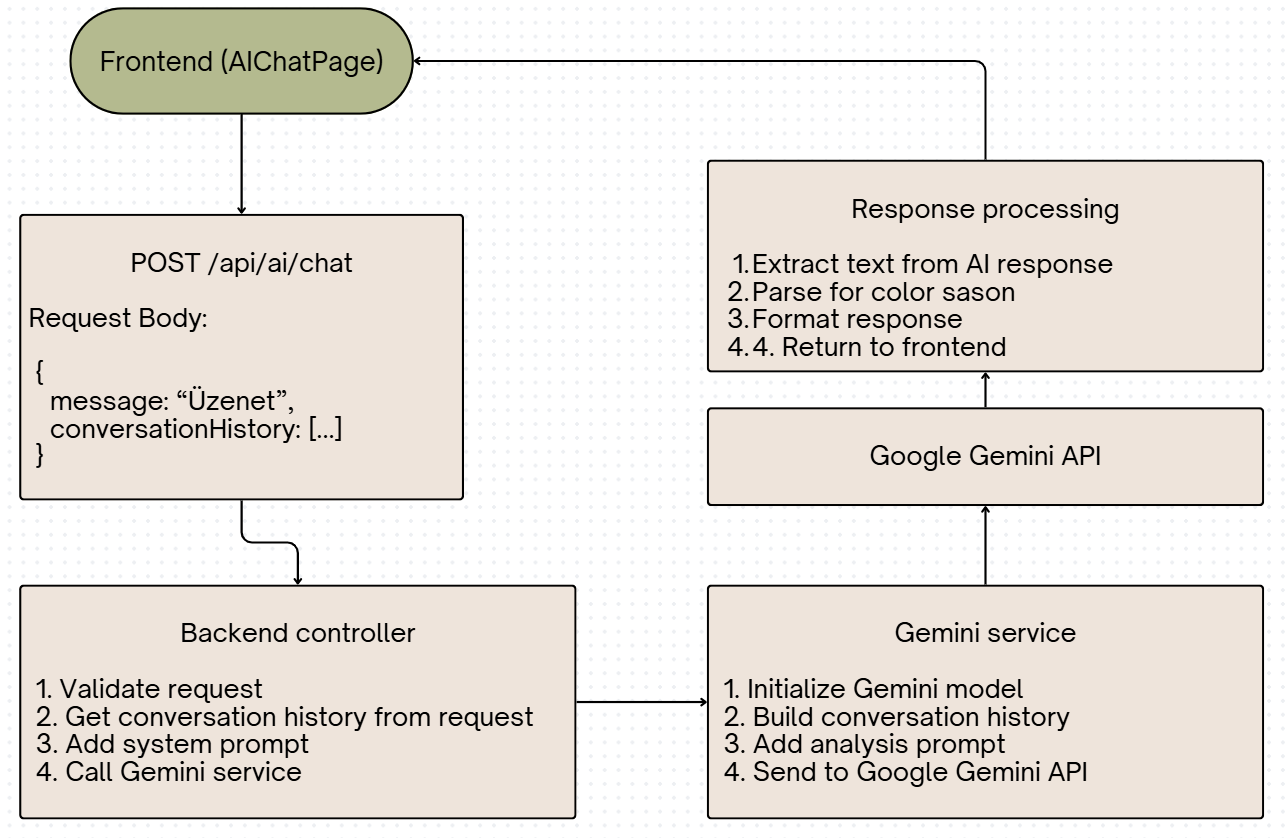 Frontend (AIChatPage)
POST /api/ai/chat
Request Body:
{
message: “Üzenet”,
conversationHistory: [...]
}
Backend controller
1. Validate request
2. Get conversation history from request
3. Add system prompt
4. Call Gemini service
Gemini service
1. Initialize Gemini model
2. Build conversation history
3. Add analysis prompt
4. Send to Google Gemini API
Google Gemini API
Response processing
1. Extract text from AI response
2. Parse for color sason
3. Format response
4. 4. Return to frontend